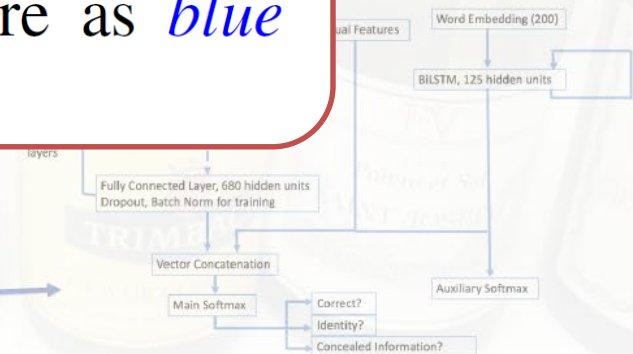 re as blue
ual Features
Word Embedding (200)
BiLSTM, 125 hidden units
layers
Fully Connected Layer, 680 hidden units
Dropout, Batch Norm for training
TRIM
Vector Concatenation
Auxiliary Softmax
Main Softmax
Correct?
Identity?
Concealed Information?